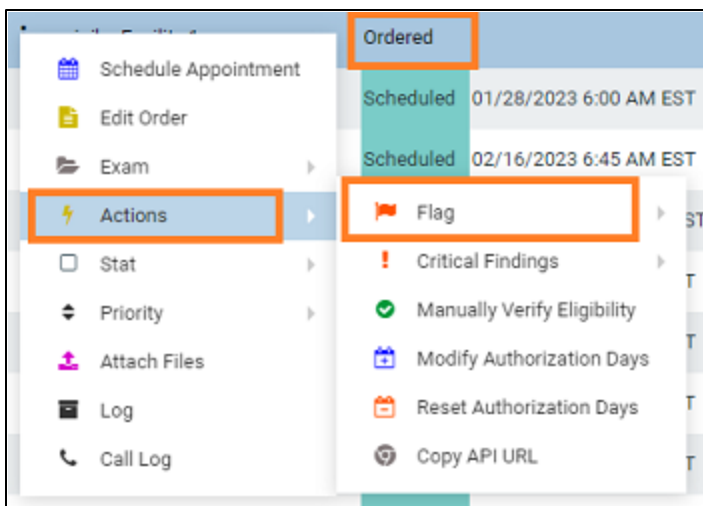 Ordered
Schedule Appointment
Scheduled 01/28/2023 6:00 AM EST
Edit Order
Exam
Scheduled 02/16/2023 6:45 AM EST
Actions
Flag
Stat
Critical Findings
Priority
Manually Verify Eligibility
Attach Files
Modify Authorization Days
Log
Reset Authorization Days
Call Log
Copy API URL